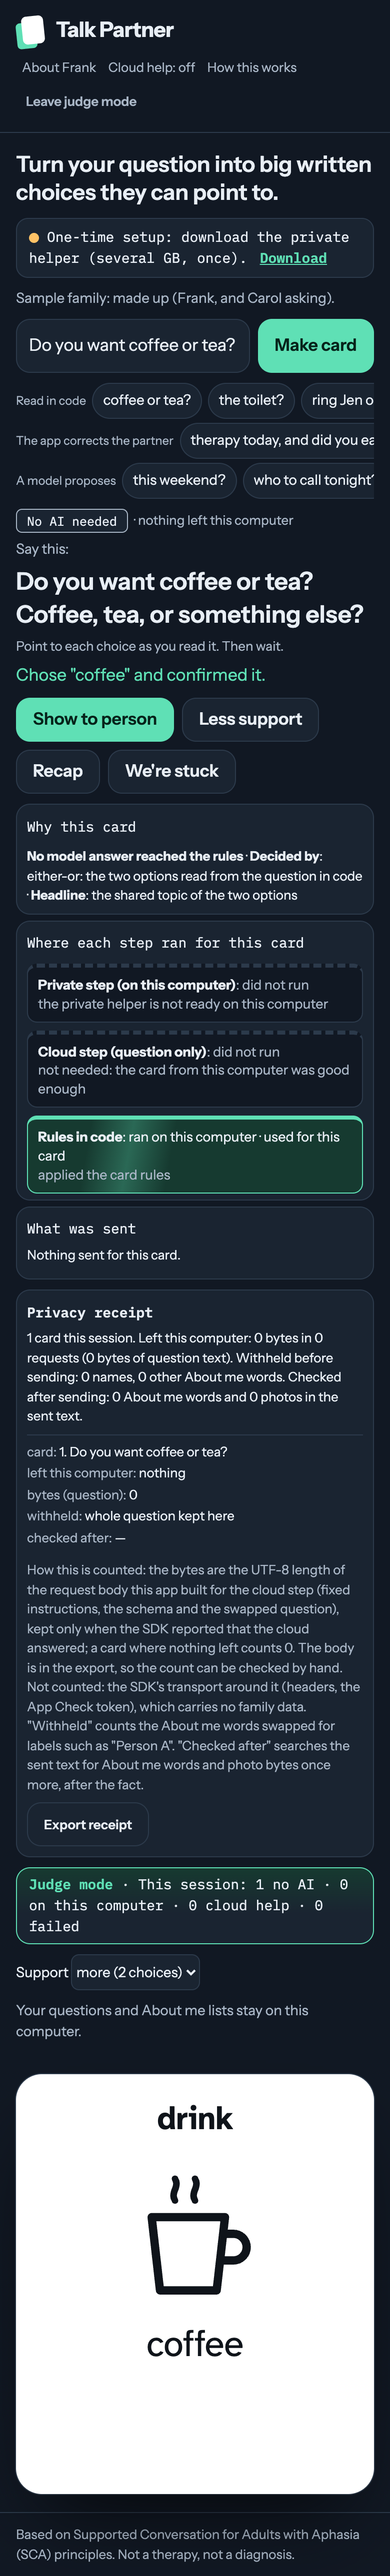 Talk Partner
About Frank Cloud help: off How this works
Leave judge mode
Turn your question into big written
choices they can point to.
One-time setup: download the private
helper (several GB, once). Download
Sample family: made up (Frank, and Carol asking).
Do you want coffee or tea? Make card
Read in code coffee or tea? the toilet? ring Jen o
The app corrects the partner therapy today, and did you ea
A model proposes this weekend? who to call tonight?
No AI needed · nothing left this computer
Say this:
Do you want coffee or tea?
Coffee, tea, or something else?
Point to each choice as you read it. Then wait.
Chose "coffee" and confirmed it.
Show to person Less support
Recap We're stuck
Why this card
No model answer reached the rules · Decided by:
either-or: the two options read from the question in code
· Headline: the shared topic of the two options
Where each step ran for this card
Private step (on this computer): did not run
the private helper is not ready on this computer
Cloud step (question only): did not run
not needed: the card from this computer was good
enough
Rules in code: ran on this computer · used for this
card
applied the card rules
What was sent
Nothing sent for this card.
Privacy receipt
1 card this session. Left this computer: 0 bytes in 0
requests (0 bytes of question text). Withheld before
sending: 0 names, 0 other About me words. Checked
after sending: 0 About me words and 0 photos in the
sent text.
card: 1. Do you want coffee or tea?
left this computer: nothing
bytes (question): 0
withheld: whole question kept here
checked after: —
How this is counted: the bytes are the UTF-8 length of
the request body this app built for the cloud step (fixed
instructions, the schema and the swapped question),
kept only when the SDK reported that the cloud
answered; a card where nothing left counts 0. The body
is in the export, so the count can be checked by hand.
Not counted: the SDK's transport around it (headers, the
App Check token), which carries no family data.
"Withheld" counts the About me words swapped for
labels such as "Person A". "Checked after" searches the
sent text for About me words and photo bytes once
more, after the fact.
Export receipt
Judge mode · This session: 1 no AI · 0
on this computer · 0 cloud help · 0
failed
Support more (2 choices)
Your questions and About me lists stay on this
computer.
drink
coffee
Based on Supported Conversation for Adults with Aphasia
(SCA) principles. Not a therapy, not a diagnosis.